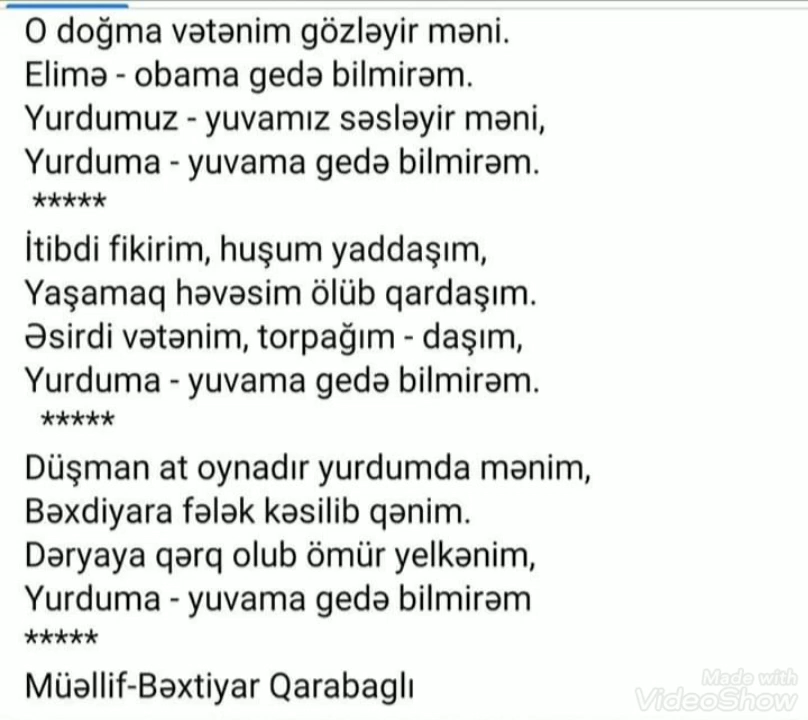 O doğma vətənim gözləyir məni.
Elimə - obama gedə bilmirəm.
Yurdumuz - yuvamız səsləyir məni,
Yurduma - yuvama gedə bilmirəm.
*****
İtibdi fikirim, huşum yaddaşım,
Yaşamaq həvəsim ölüb qardaşım.
Əsirdi vətənim, torpağım - daşım,
Yurduma - yuvama gedə bilmirəm.
*****
Düşman at oynadır yurdumda mənim,
Bəxdiyara fələk kəsilib qənim.
Dəryaya qərq olub ömür yelkənim,
Yurduma - yuvama gedə bilmirəm
*****
Müəllif-Bəxtiyar Qarabaglı
Made with
VideoShow